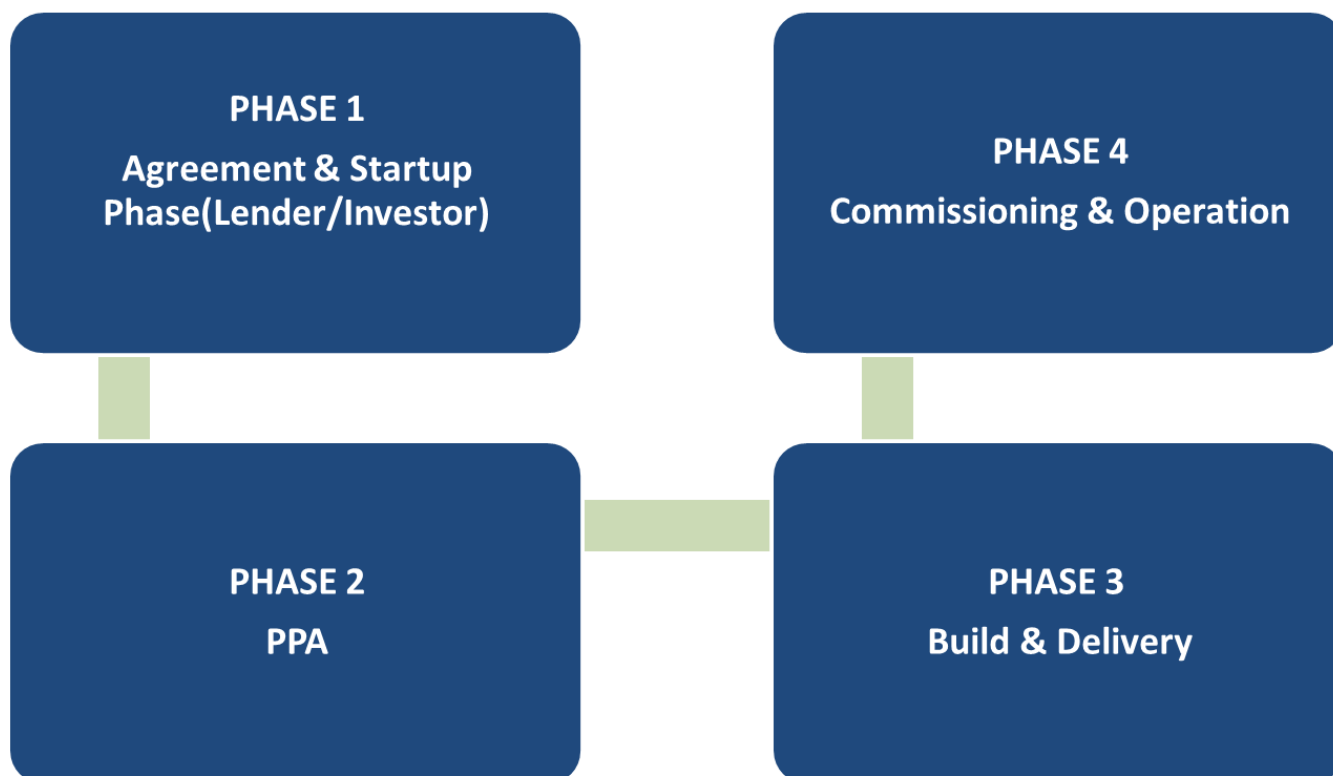 PHASE 1
Agreement & Startup
Phase(Lender/Investor)
PHASE 2
PPA
PHASE 3
Build & Delivery
PHASE 4
Commissioning & Operation